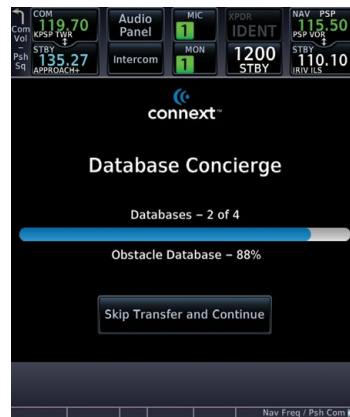 Com
Vol
–
Psh
Sq
COM
119.70
KPSP TWR
STBY
135.27
APPROACH+
Audio
Panel
Intercom
MIC
1
MON
1
XPDR
IDENT
1200
STBY
NAV PSP
115.50
PSP VOR
STBY
110.10
IRIV ILS
connext™
Database Concierge
Databases – 2 of 4
Obstacle Database – 88%
Skip Transfer and Continue
Nav Freq / Psh Com